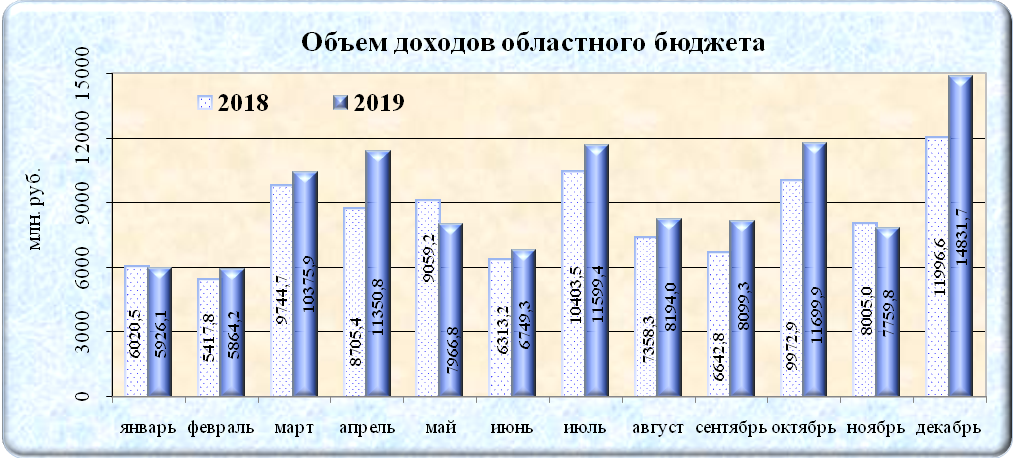 Объем доходов областного бюджета
2018 2019
млн. руб.
15000
12000
9000
6000
3000
0
6020,5 5926,1 5417,8 5864,2 9744,7 10375,9 8705,4 11350,8 9059,2 7966,8 6313,2 6749,3 10403,5 11599,4 7358,3 8194,0 6642,8 8099,3 9972,9 11699,9 8005,0 7759,8 11996,6 14831,7
январь февраль март апрель май июнь июль август сентябрь октябрь ноябрь декабрь